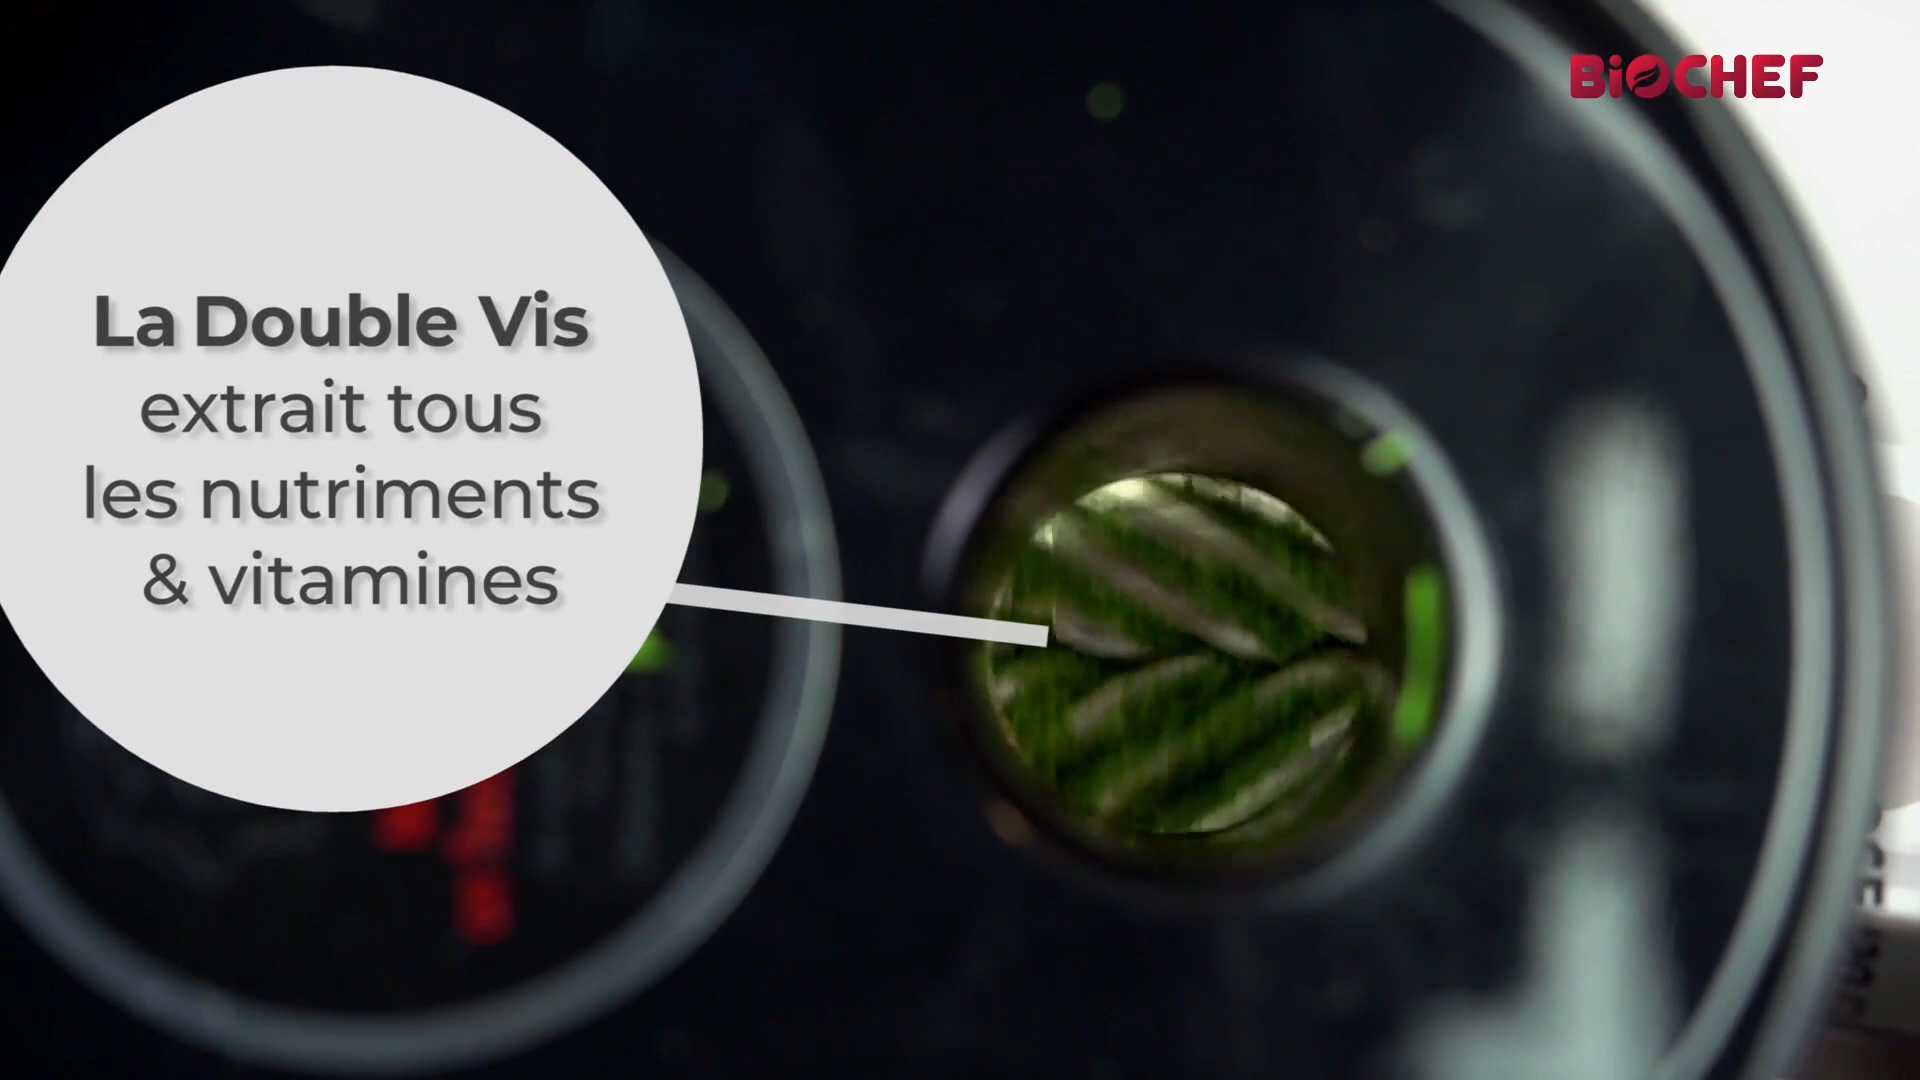 BiOCHEF
La Double Vis
extrait tous
les nutriments
& vitamines